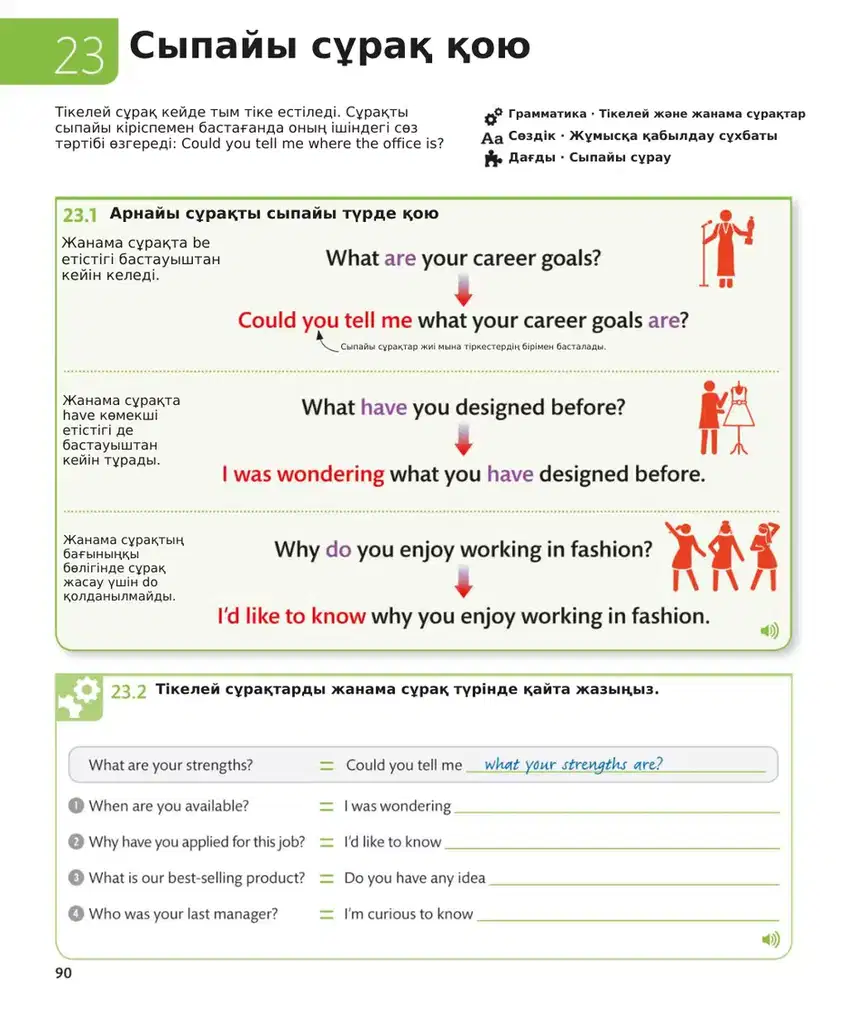 23
Сыпайы сұрақ қою
Тікелей сұрақ кейде тым тіке естіледі. Сұрақты
сыпайы кіріспемен бастағанда оның ішіндегі сөз
тәртібі өзгереді: Could you tell me where the office is?
Грамматика · Тікелей және жанама сұрақтар
Aa Сөздік · Жұмысқа қабылдау сұхбаты
Дағды · Сыпайы сұрау
23.1 Арнайы сұрақты сыпайы түрде қою
Жанама сұрақта be
етістігі бастауыштан
кейін келеді.
What are your career goals?
Could you tell me what your career goals are?
Сыпайы сұрақтар жиі мына тіркестердің бірімен басталады.
Жанама сұрақта
have көмекші
етістігі де
бастауыштан
кейін тұрады.
What have you designed before?
I was wondering what you have designed before.
Жанама сұрақтың
бағыныңқы
бөлігінде сұрақ
жасау үшін do
қолданылмайды.
Why do you enjoy working in fashion?
I'd like to know why you enjoy working in fashion.
23.2 Тікелей сұрақтарды жанама сұрақ түрінде қайта жазыңыз.
What are your strengths? = Could you tell me what your strengths are?
1 When are you available? = I was wondering
2 Why have you applied for this job? = I'd like to know
3 What is our best-selling product? = Do you have any idea
4 Who was your last manager? = I'm curious to know
90